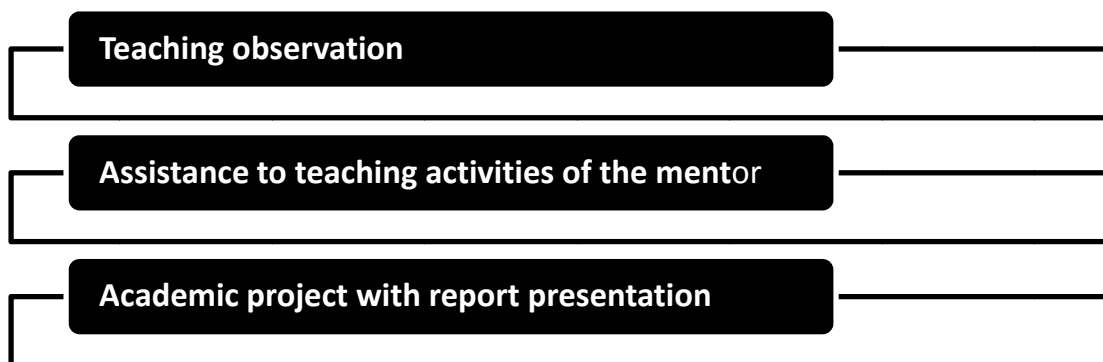 Teaching observation
Assistance to teaching activities of the mentor
Academic project with report presentation